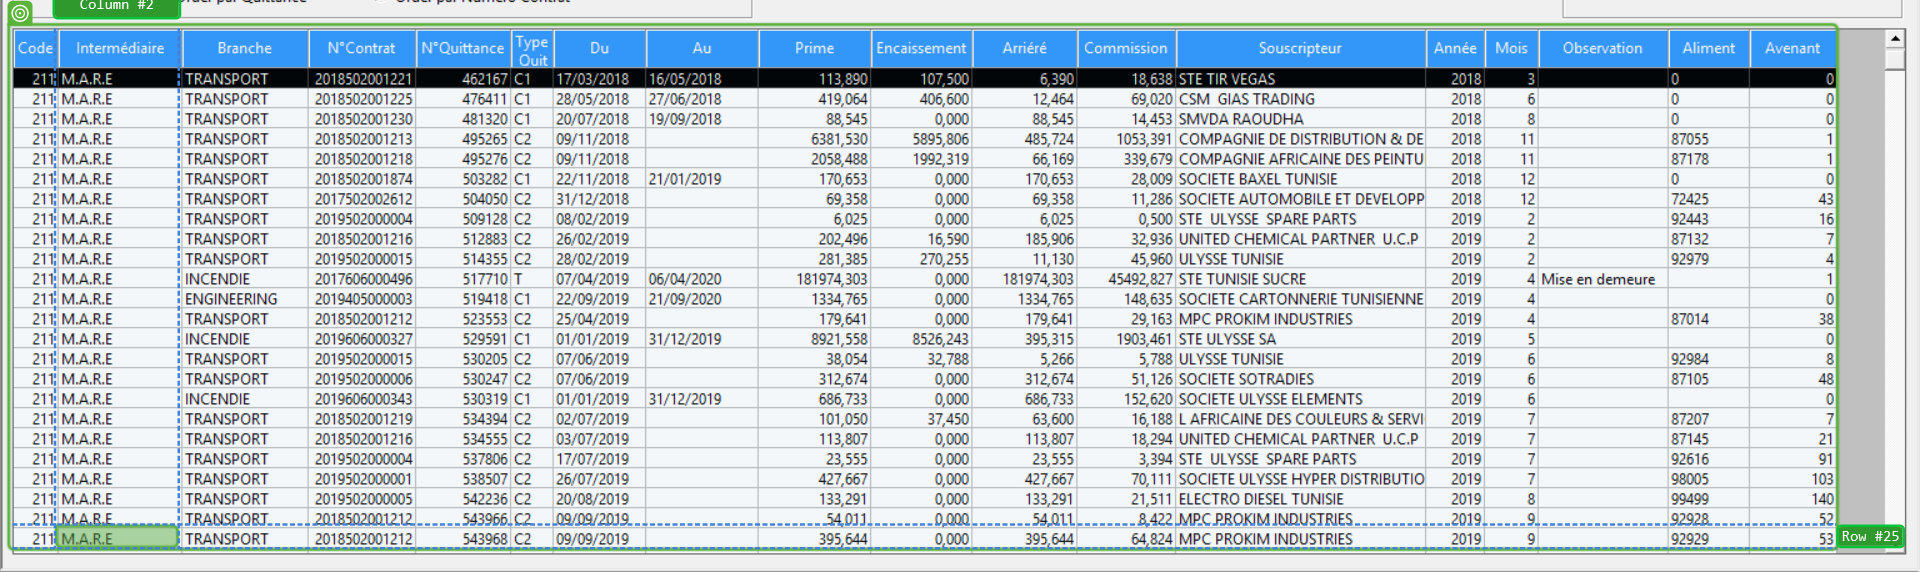 Column #2
Code Intermédiaire Branche N°Contrat N°Quittance Type Quit Du Au Prime Encaissement Arriéré Commission Souscripteur Année Mois Observation Aliment Avenant
211 M.A.R.E TRANSPORT 2018502001221 462167 C1 17/03/2018 16/05/2018 113,890 107,500 6,390 18,638 STE TIR VEGAS 2018 3 0 0
211 M.A.R.E TRANSPORT 2018502001225 476411 C1 28/05/2018 27/06/2018 419,064 406,600 12,464 69,020 CSM GIAS TRADING 2018 6 0 0
211 M.A.R.E TRANSPORT 2018502001230 481320 C1 20/07/2018 19/09/2018 88,545 0,000 88,545 14,453 SMVDA RAOUDHA 2018 8 0 0
211 M.A.R.E TRANSPORT 2018502001213 495265 C2 09/11/2018 6381,530 5895,806 485,724 1053,391 COMPAGNIE DE DISTRIBUTION & DE 2018 11 87055 1
211 M.A.R.E TRANSPORT 2018502001218 495276 C2 09/11/2018 2058,488 1992,319 66,169 339,679 COMPAGNIE AFRICAINE DES PEINTU 2018 11 87178 1
211 M.A.R.E TRANSPORT 2018502001874 503282 C1 22/11/2018 21/01/2019 170,653 0,000 170,653 28,009 SOCIETE BAXEL TUNISIE 2018 12 0 0
211 M.A.R.E TRANSPORT 2017502002612 504050 C2 31/12/2018 69,358 0,000 69,358 11,286 SOCIETE AUTOMOBILE ET DEVELOPP 2018 12 72425 43
211 M.A.R.E TRANSPORT 2019502000004 509128 C2 08/02/2019 6,025 0,000 6,025 0,500 STE ULYSSE SPARE PARTS 2019 2 92443 16
211 M.A.R.E TRANSPORT 2018502001216 512883 C2 26/02/2019 202,496 16,590 185,906 32,936 UNITED CHEMICAL PARTNER U.C.P 2019 2 87132 7
211 M.A.R.E TRANSPORT 2019502000015 514355 C2 28/02/2019 281,385 270,255 11,130 45,960 ULYSSE TUNISIE 2019 2 92979 4
211 M.A.R.E INCENDIE 2017606000496 517710 T 07/04/2019 06/04/2020 181974,303 0,000 181974,303 45492,827 STE TUNISIE SUCRE 2019 4 Mise en demeure 1
211 M.A.R.E ENGINEERING 2019405000003 519418 C1 22/09/2019 21/09/2020 1334,765 0,000 1334,765 148,635 SOCIETE CARTONNERIE TUNISIENNE 2019 4 0
211 M.A.R.E TRANSPORT 2018502001212 523553 C2 25/04/2019 179,641 0,000 179,641 29,163 MPC PROKIM INDUSTRIES 2019 4 87014 38
211 M.A.R.E INCENDIE 2019606000327 529591 C1 01/01/2019 31/12/2019 8921,558 8526,243 395,315 1903,461 STE ULYSSE SA 2019 5 0
211 M.A.R.E TRANSPORT 2019502000015 530205 C2 07/06/2019 38,054 32,788 5,266 5,788 ULYSSE TUNISIE 2019 6 92984 8
211 M.A.R.E TRANSPORT 2019502000006 530247 C2 07/06/2019 312,674 0,000 312,674 51,126 SOCIETE SOTRADIES 2019 6 87105 48
211 M.A.R.E INCENDIE 2019606000343 530319 C1 01/01/2019 31/12/2019 686,733 0,000 686,733 152,620 SOCIETE ULYSSE ELEMENTS 2019 6 0
211 M.A.R.E TRANSPORT 2018502001219 534394 C2 02/07/2019 101,050 37,450 63,600 16,188 L AFRICAINE DES COULEURS & SERVI 2019 7 87207 7
211 M.A.R.E TRANSPORT 2018502001216 534555 C2 03/07/2019 113,807 0,000 113,807 18,294 UNITED CHEMICAL PARTNER U.C.P 2019 7 87145 21
211 M.A.R.E TRANSPORT 2019502000004 537806 C2 17/07/2019 23,555 0,000 23,555 3,394 STE ULYSSE SPARE PARTS 2019 7 92616 91
211 M.A.R.E TRANSPORT 2019502000001 538507 C2 26/07/2019 427,667 0,000 427,667 70,111 SOCIETE ULYSSE HYPER DISTRIBUTIO 2019 7 98005 103
211 M.A.R.E TRANSPORT 2019502000005 542236 C2 20/08/2019 133,291 0,000 133,291 21,511 ELECTRO DIESEL TUNISIE 2019 8 99499 140
211 M.A.R.E TRANSPORT 2018502001212 543966 C2 09/09/2019 54,011 0,000 54,011 8,422 MPC PROKIM INDUSTRIES 2019 9 92928 52
211 M.A.R.E TRANSPORT 2018502001212 543968 C2 09/09/2019 395,644 0,000 395,644 64,824 MPC PROKIM INDUSTRIES 2019 9 92929 53
Row #25